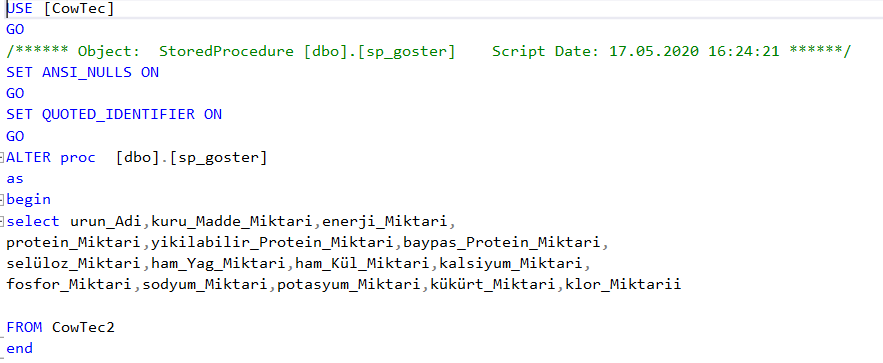 USE [CowTec]
GO
/****** Object:  StoredProcedure [dbo].[sp_goster]    Script Date: 17.05.2020 16:24:21 ******/
SET ANSI_NULLS ON
GO
SET QUOTED_IDENTIFIER ON
GO
ALTER proc  [dbo].[sp_goster]
as
begin
select urun_Adi,kuru_Madde_Miktari,enerji_Miktari,
protein_Miktari,yikilabilir_Protein_Miktari,baypas_Protein_Miktari,
selüloz_Miktari,ham_Yag_Miktari,ham_Kül_Miktari,kalsiyum_Miktari,
fosfor_Miktari,sodyum_Miktari,potasyum_Miktari,kükürt_Miktari,klor_Miktarii
FROM CowTec2
end